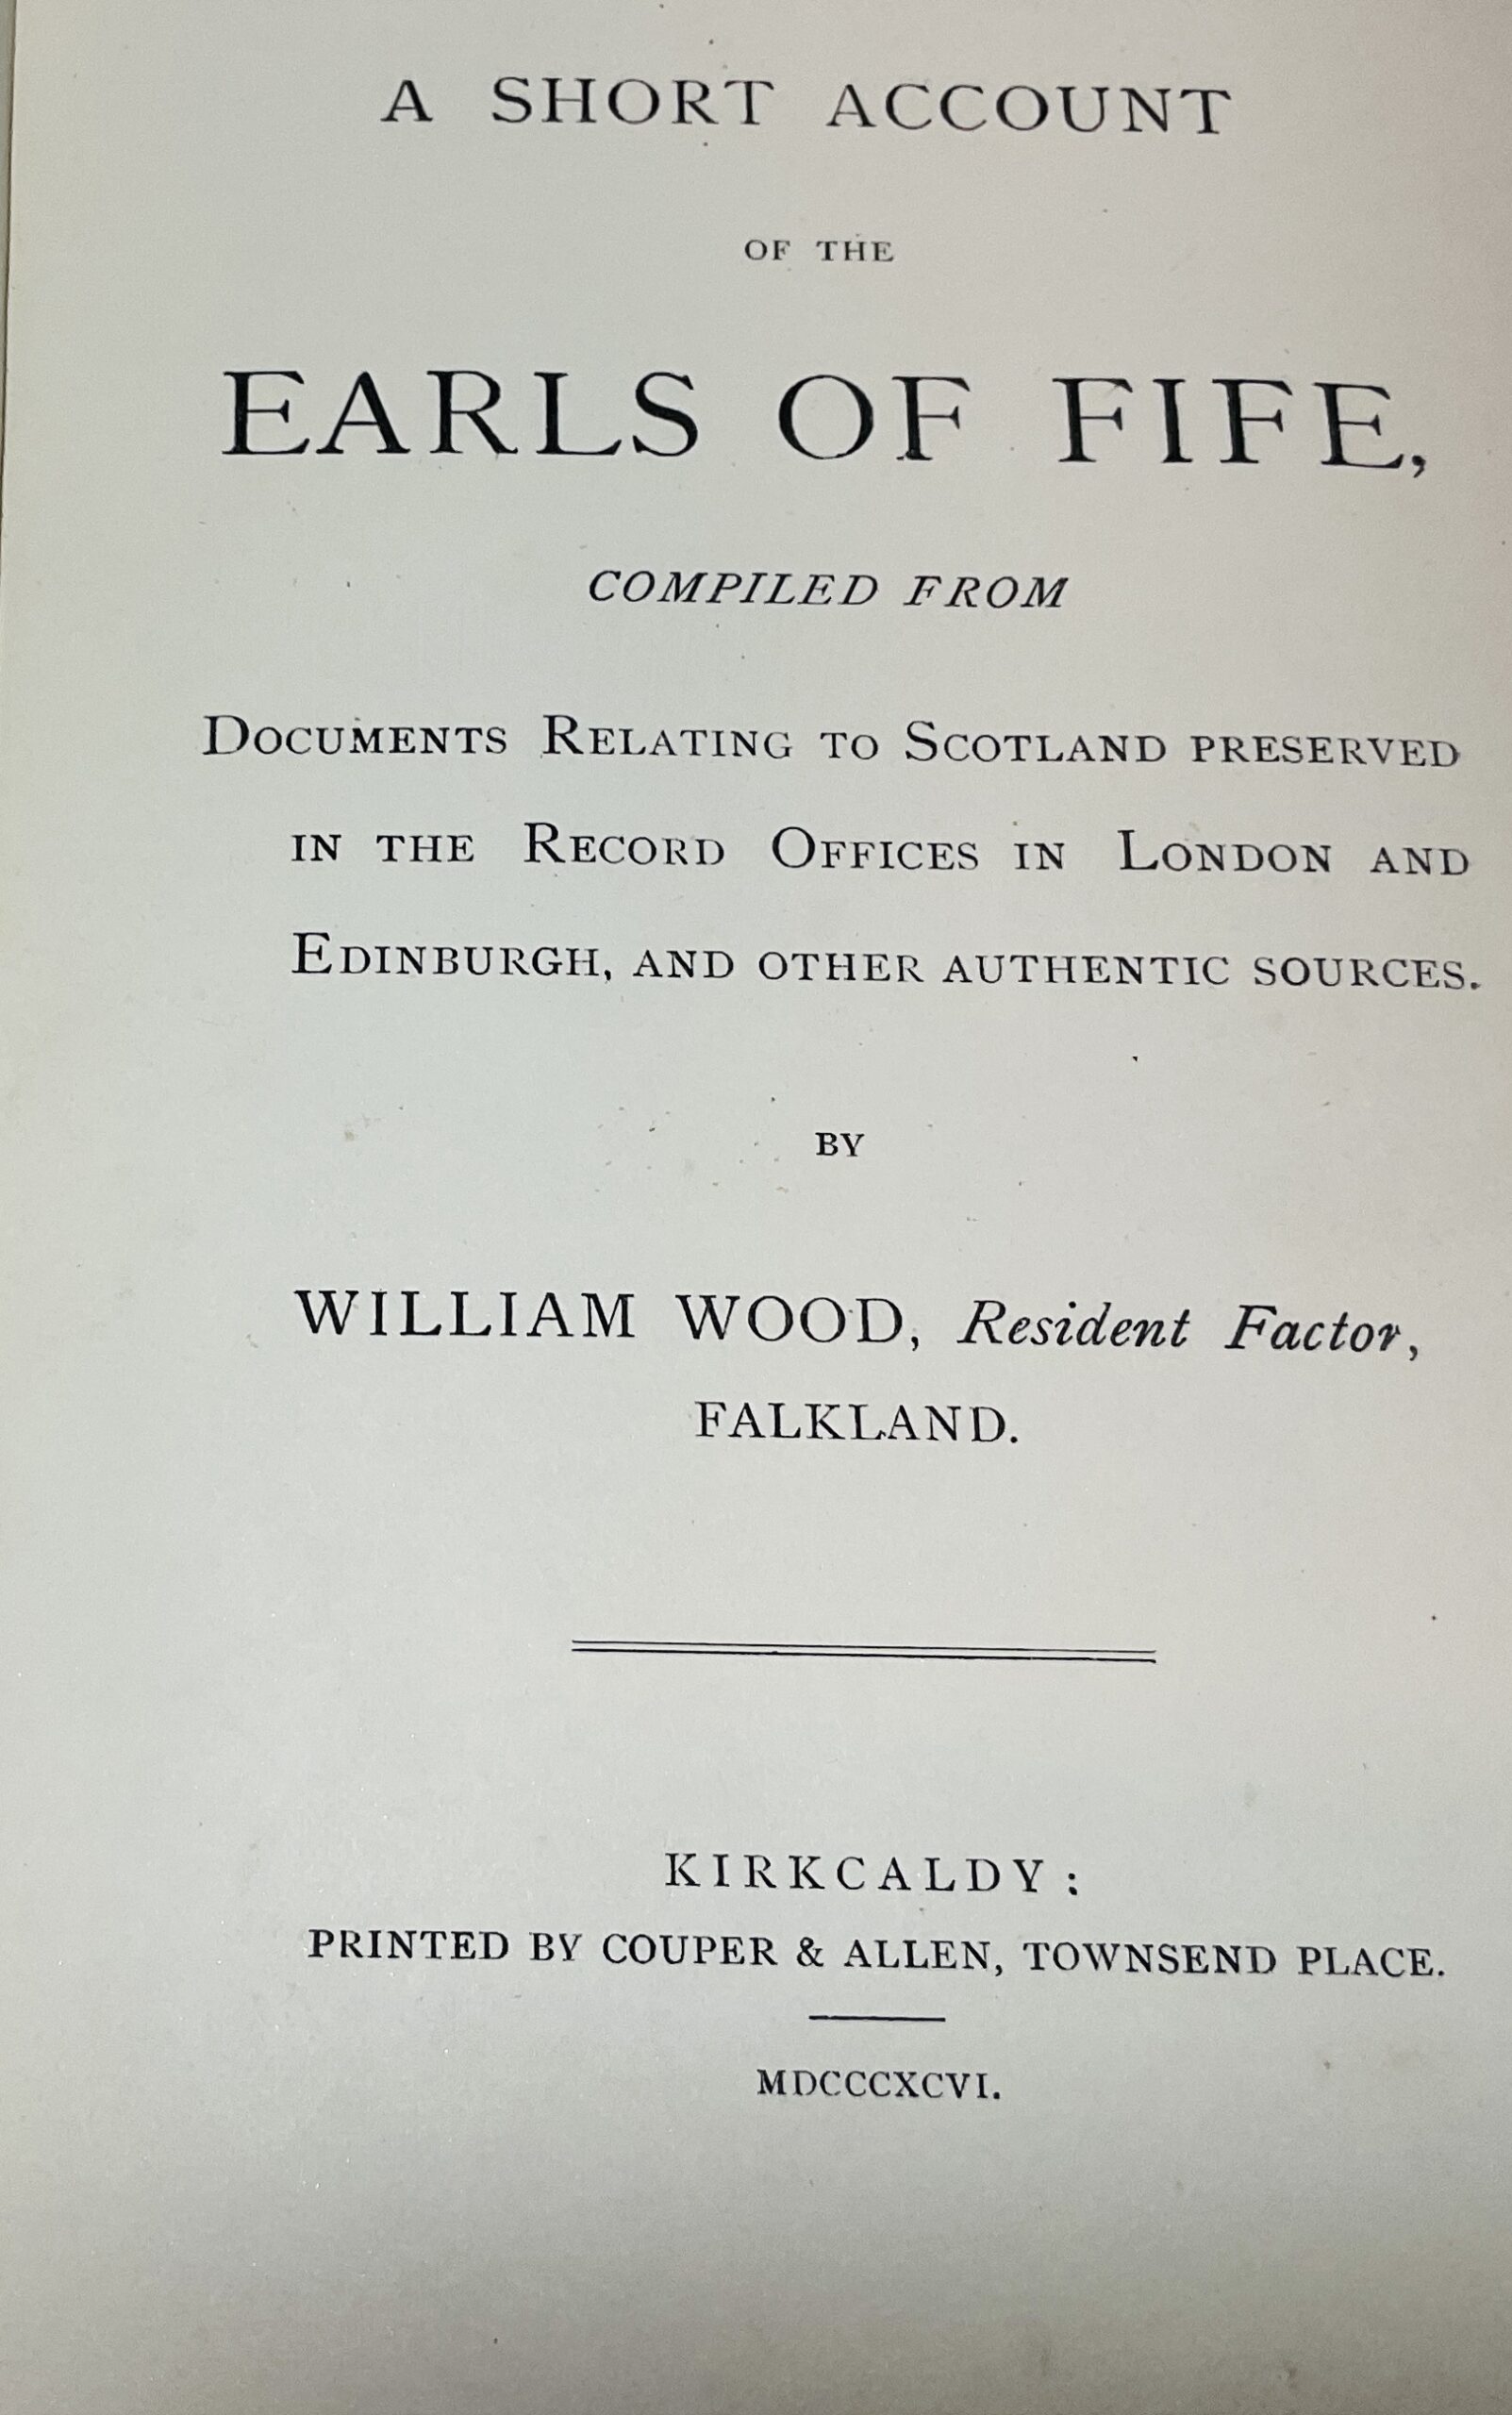 A SHORT ACCOUNT
OF THE
EARLS OF FIFE,
COMPILED FROM
DOCUMENTS RELATING TO SCOTLAND PRESERVED
IN THE RECORD OFFICES IN LONDON AND
EDINBURGH, AND OTHER AUTHENTIC SOURCES.
BY
WILLIAM WOOD, Resident Factor,
FALKLAND.
KIRKCALDY:
PRINTED BY COUPER & ALLEN, TOWNSEND PLACE.
MDCCCXCVI.